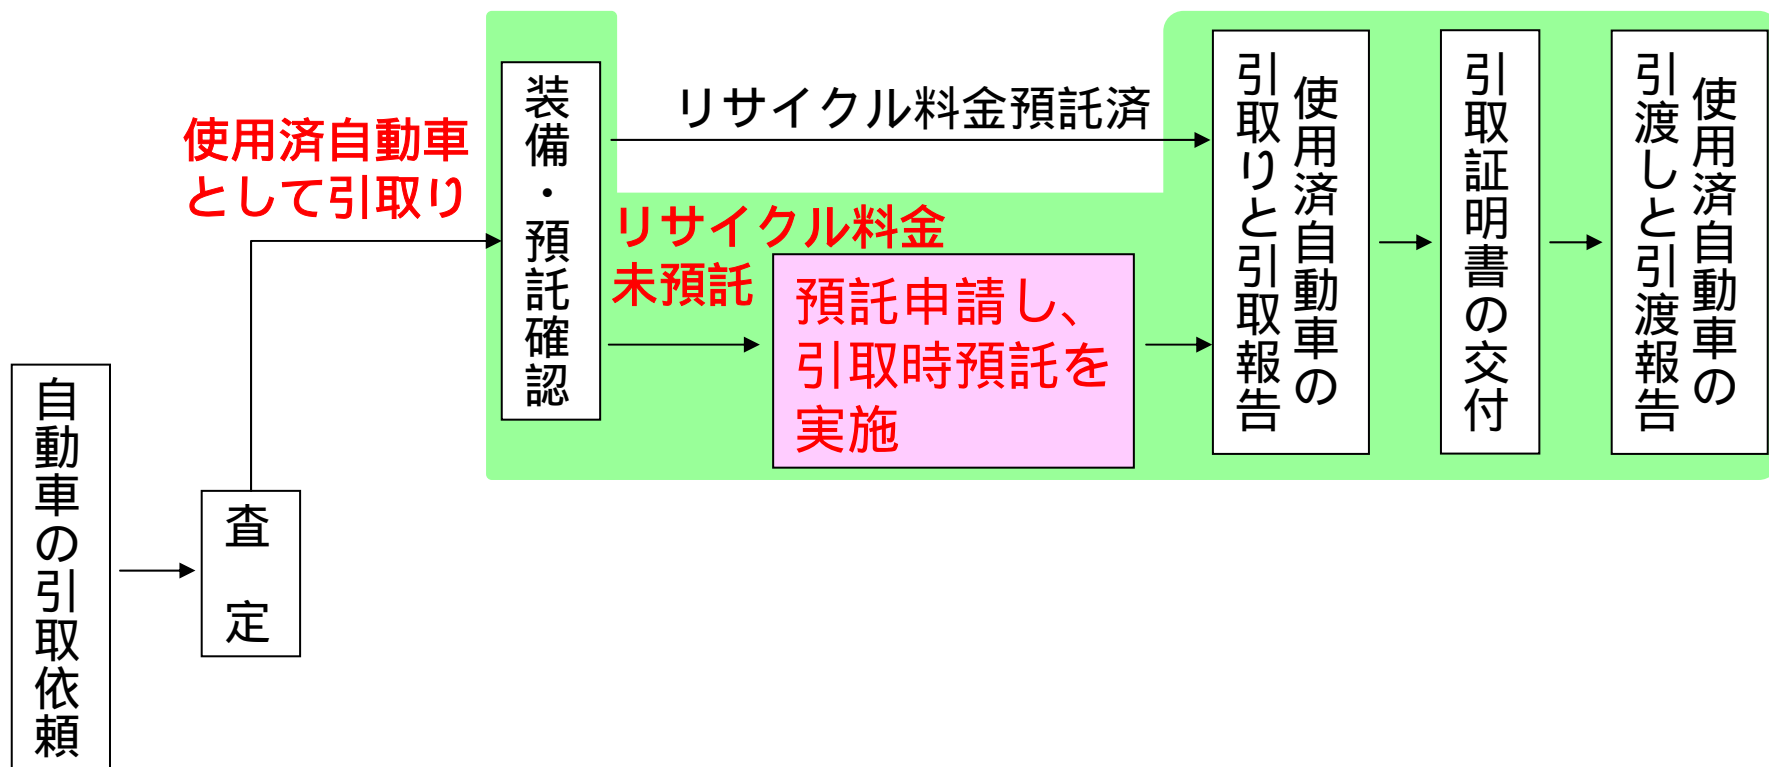 自動車の引取依頼
査定
使用済自動車
として引取り
装備・預託確認
リサイクル料金預託済
リサイクル料金
未預託
預託申請し、
引取時預託を
実施
使用済自動車の
引取りと引取報告
引取証明書の交付
使用済自動車の
引渡しと引渡報告